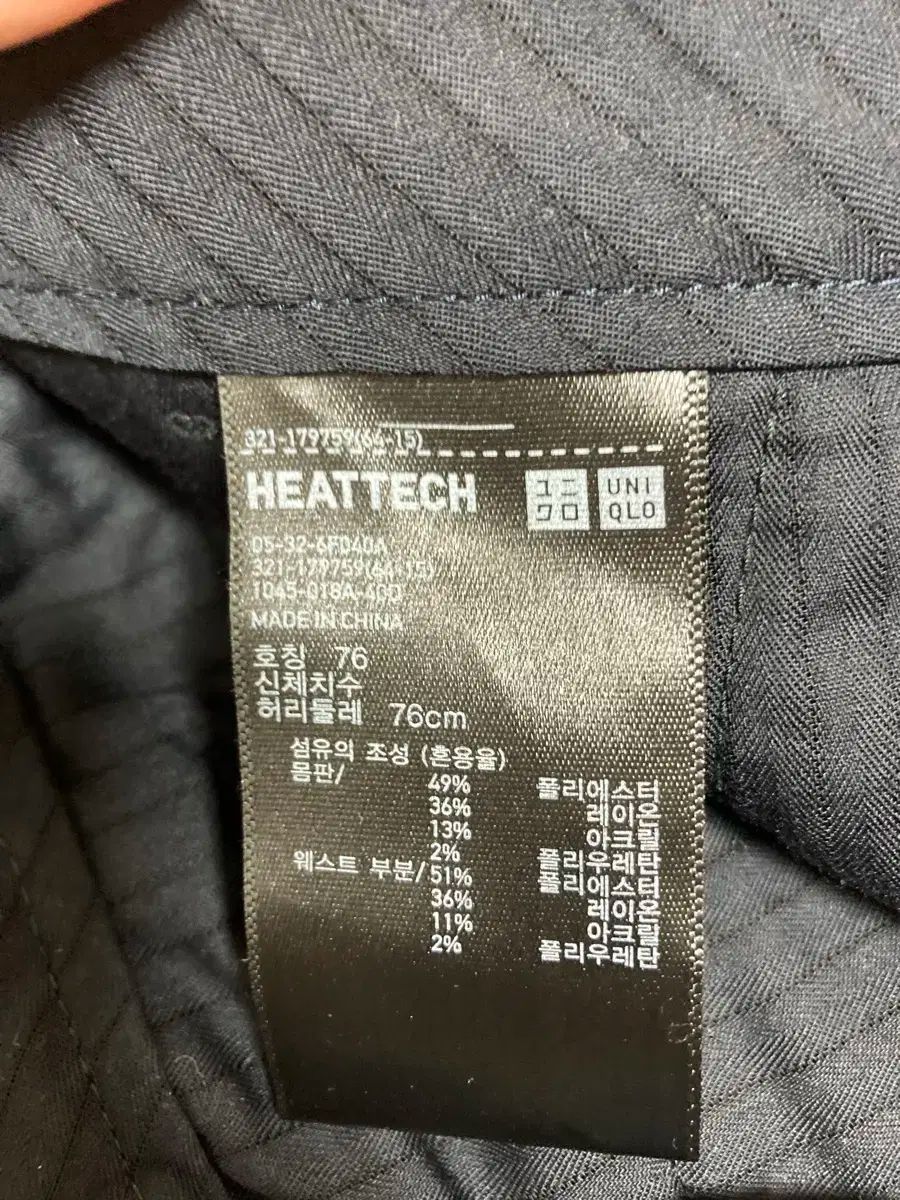 321-179759(64-15)
HEATTECH
ユニ
クロ
UNI
QLO
05-32-6F040A
321-179759(64-15)
1045-018A-40D
MADE IN CHINA
호칭 76
신체치수
허리둘레 76cm
섬유의 조성 (혼용율)
몸판/
49% 폴리에스터
36% 레이온
13% 아크릴
2% 폴리우레탄
웨스트 부분/51% 폴리에스터
36% 레이온
11% 아크릴
2% 폴리우레탄